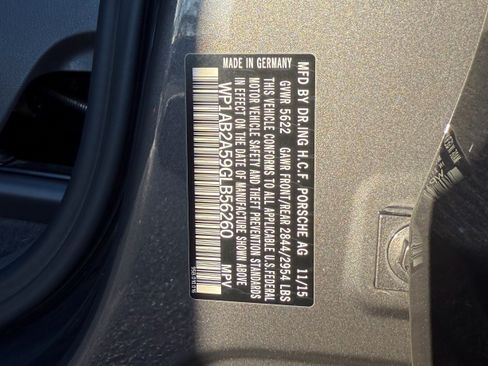 MFD BY DR.ING H.C.F. PORSCHE AG 11/15
GVWR 5622 GAWR FRONT/REAR 2844/2954 LBS
THIS VEHICLE CONFORMS TO ALL APPLICABLE U.S. FEDERAL
MOTOR VEHICLE SAFETY AND THEFT PREVENTION STANDARDS
IN EFFECT ON THE DATE OF MANUFACTURE SHOWN ABOVE
WP1AB2A59GLB56260 MPV
MADE IN GERMANY